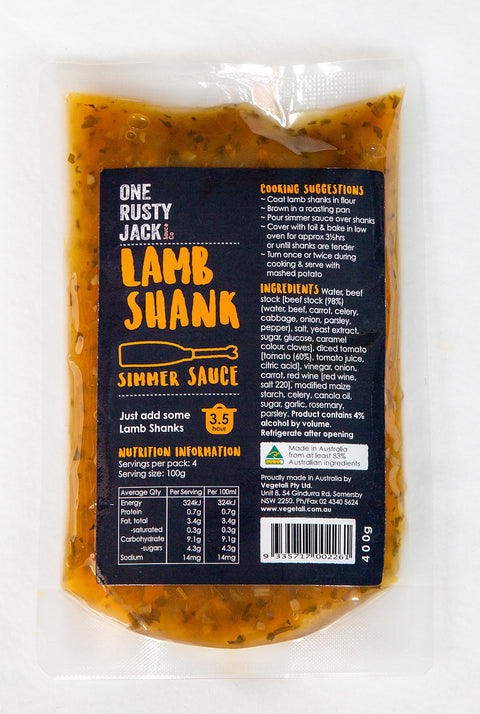 ONE
RUSTY
JACK
LAMB
SHANK
SIMMER SAUCE
Just add some
Lamb Shanks
3.5
hour
NUTRITION INFORMATION
Servings per pack: 4
Serving size: 100g
Average Qty Per Serving Per 100ml
Energy 324kJ 324kJ
Protein 0.7g 0.7g
Fat, total 3.4g 3.4g
-saturated 0.3g 0.3g
Carbohydrate 9.1g 9.1g
-sugars 4.3g 4.3g
Sodium 14mg 14mg
COOKING SUGGESTIONS
~ Coat lamb shanks in flour
~ Brown in a roasting pan
~ Pour simmer sauce over shanks
~ Cover with foil & bake in low
oven for approx 3½hrs
or until shanks are tender
~ Turn once or twice during
cooking & serve with
mashed potato
INGREDIENTS Water, beef
stock [beef stock (98%)
(water, beef, carrot, celery,
cabbage, onion, parsley,
pepper), salt, yeast extract,
sugar, glucose, caramel
colour, cloves], diced tomato
[tomato (60%), tomato juice,
citric acid], vinegar, onion,
carrot, red wine [red wine,
salt 220], modified maize
starch, celery, canola oil,
sugar, garlic, rosemary,
parsley. Product contains 4%
alcohol by volume.
Refrigerate after opening
Made in Australia
from at least 83%
Australian ingredients
Proudly made in Australia by
Vegetali Pty Ltd.
Unit 8, 54 Gindurra Rd, Somersby
NSW 2250. Ph/Fax 02 4340 5624
www.vegetali.com.au
9 335717 002261
400g